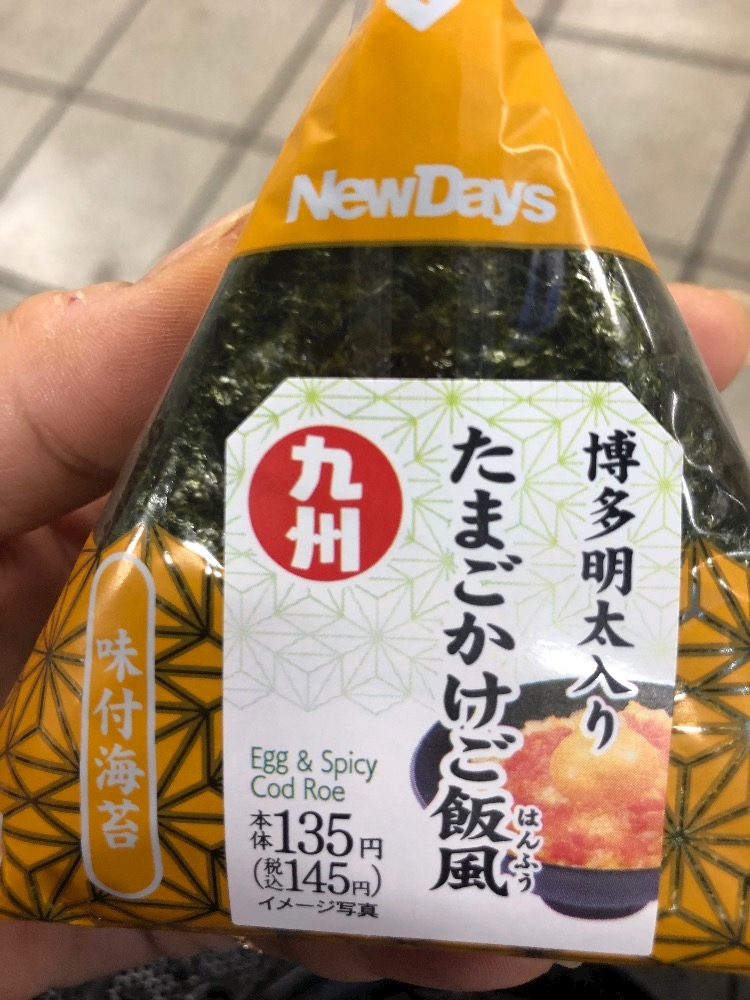 NewDays
九州
博多明太入り
たまごかけご飯風
はんふう
味付海苔
Egg & Spicy
Cod Roe
本体135円
(税込145円)
イメージ写真